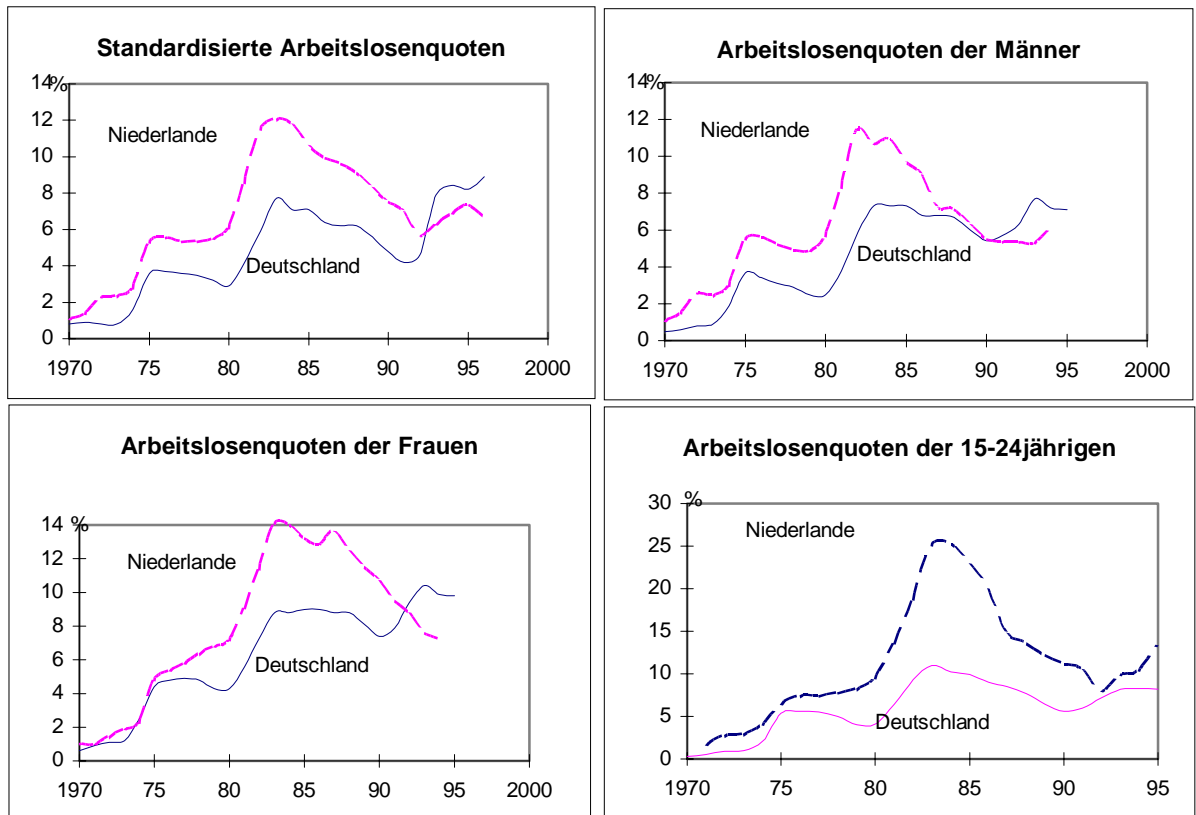 Standardisierte Arbeitslosenquoten
14%
12
10
8
6
4
2
0
Niederlande
Deutschland
1970 75 80 85 90 95 2000
Arbeitslosenquoten der Männer
14%
12
10
8
6
4
2
0
Niederlande
Deutschland
1970 75 80 85 90 95 2000
Arbeitslosenquoten der Frauen
14 %
12
10
8
6
4
2
0
Niederlande
Deutschland
1970 75 80 85 90 95 2000
Arbeitslosenquoten der 15-24jährigen
30 %
25
20
15
10
5
0
Niederlande
Deutschland
1970 75 80 85 90 95